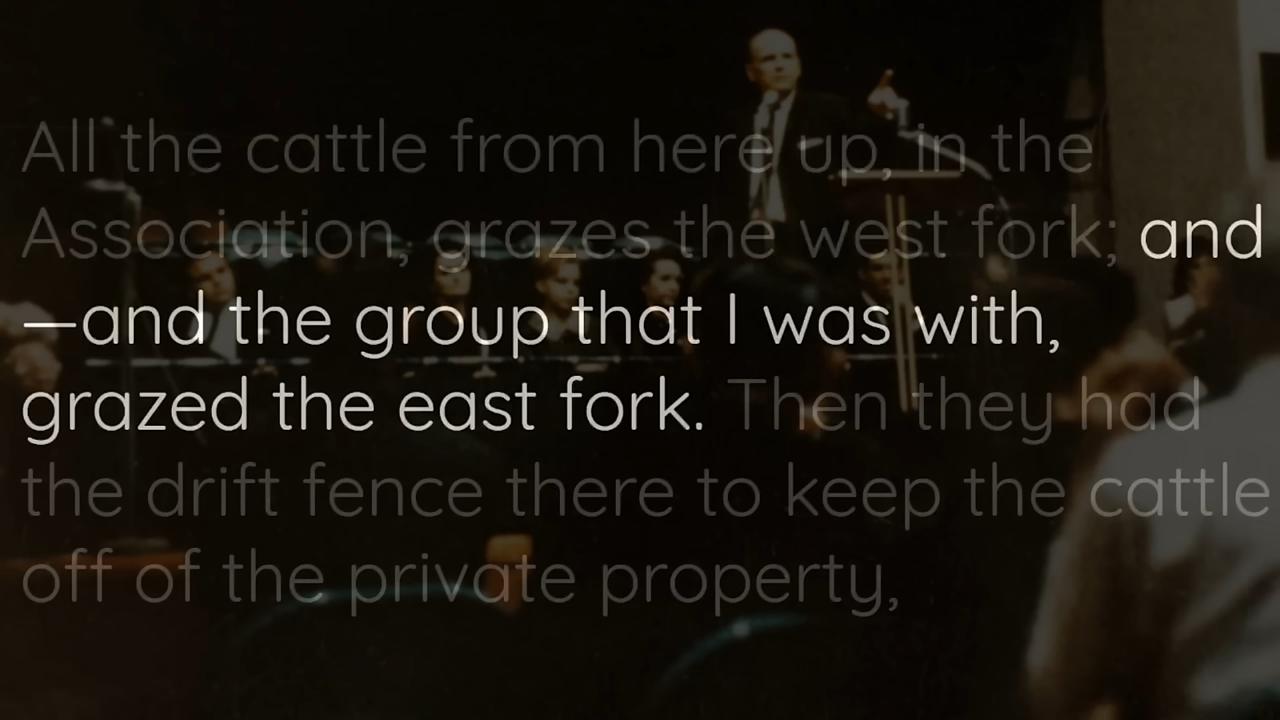 All the cattle from here up, in the
Association, grazes the west fork; and
—and the group that I was with,
grazed the east fork. Then they had
the drift fence there to keep the cattle
off of the private property,